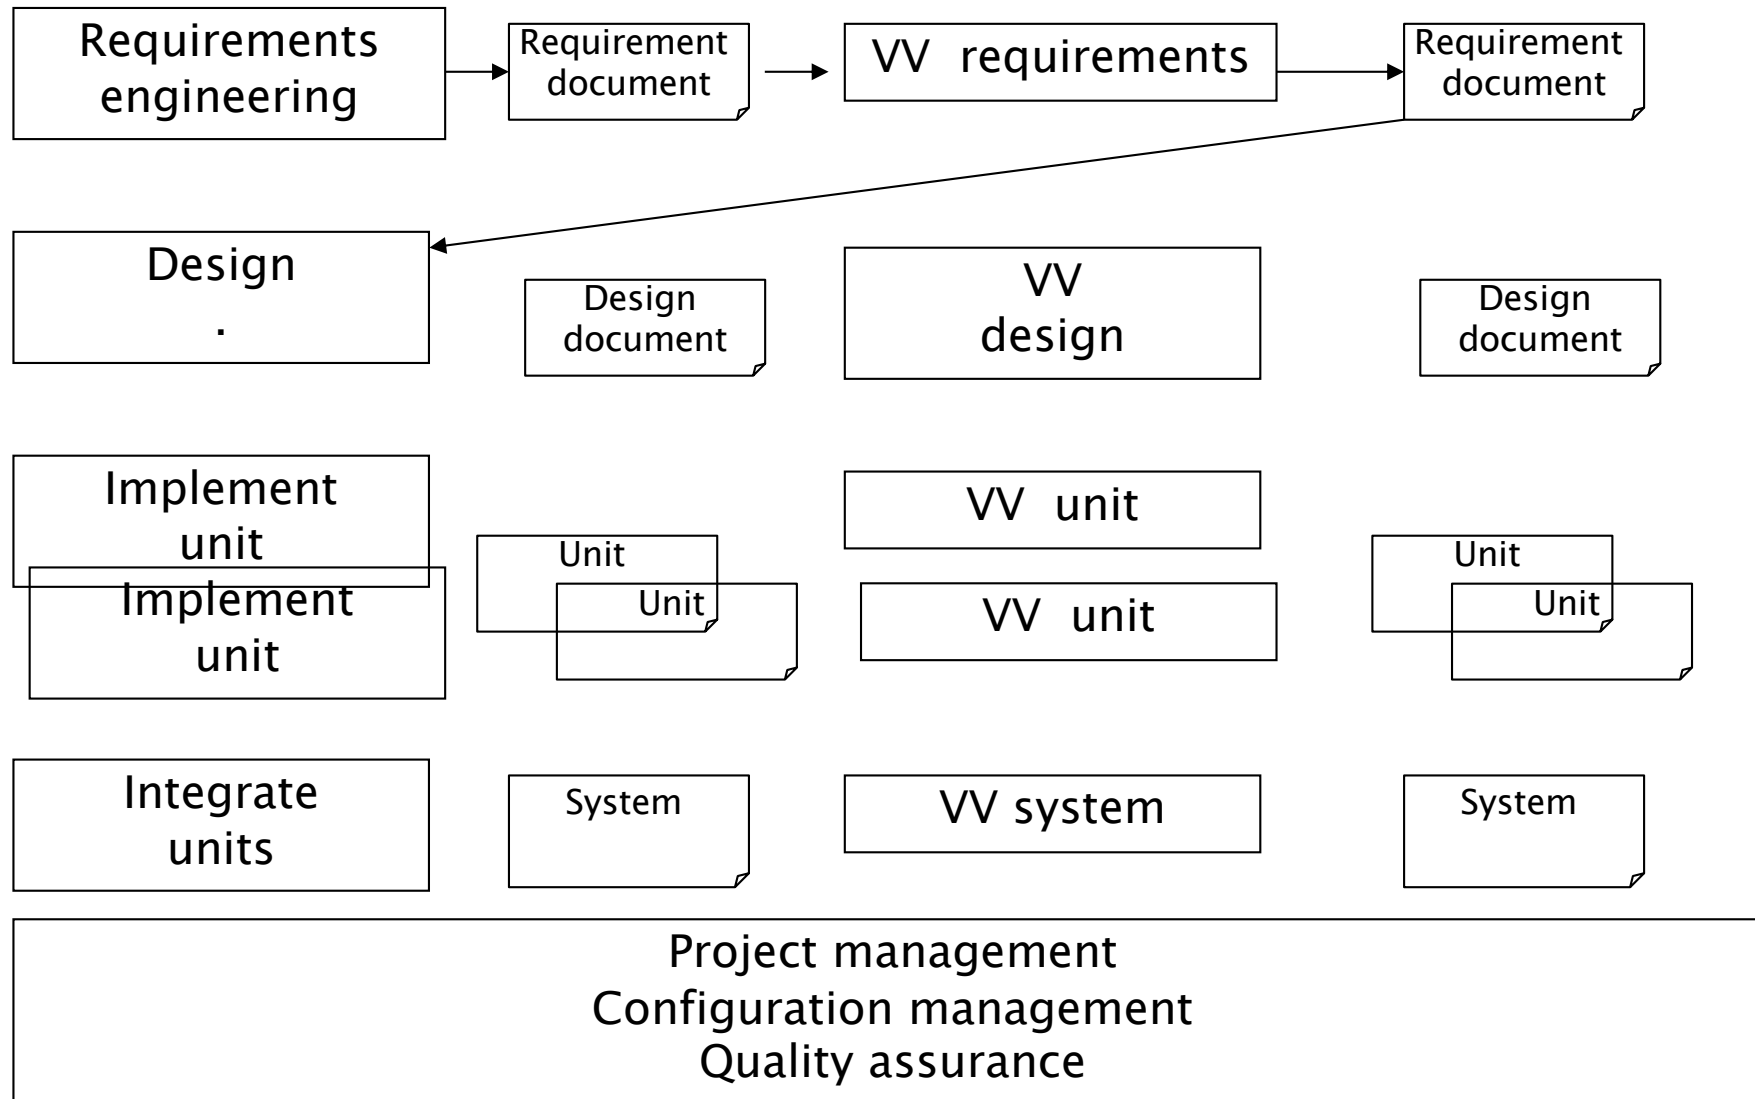 Requirements
engineering
Requirement
document
VV requirements
Requirement
document
Design
.
Design
document
VV
design
Design
document
Implement
unit
Implement
unit
Unit
Unit
VV unit
VV unit
Unit
Unit
Integrate
units
System
VV system
System
Project management
Configuration management
Quality assurance